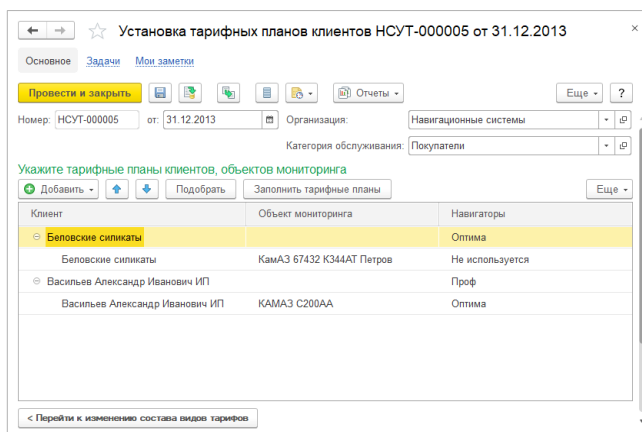 Установка тарифных планов клиентов НСУТ-000005 от 31.12.2013
Основное Задачи Мои заметки
Провести и закрыть Отчеты Еще ?
Номер: НСУТ-000005 от: 31.12.2013 Организация: Навигационные системы
Категория обслуживания: Покупатели
Укажите тарифные планы клиентов, объектов мониторинга
Добавить Подобрать Заполнить тарифные планы Еще
Клиент Объект мониторинга Навигаторы
Беловские силикаты Оптима
Беловские силикаты КамАЗ 67432 К344АТ Петров Не используется
Васильев Александр Иванович ИП Проф
Васильев Александр Иванович ИП КАМАЗ С200АА Оптима
< Перейти к изменению состава видов тарифов